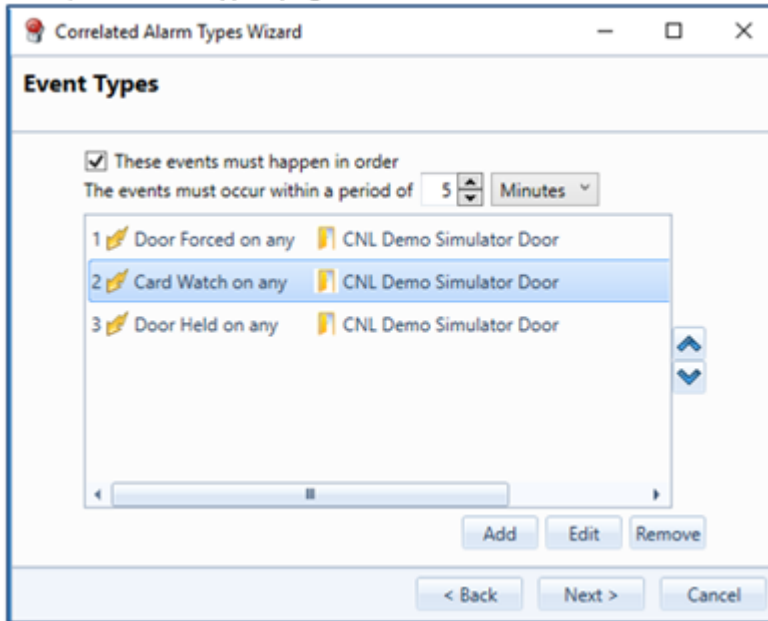 Correlated Alarm Types Wizard
Event Types
These events must happen in order
The events must occur within a period of 5 Minutes
1 Door Forced on any CNL Demo Simulator Door
2 Card Watch on any CNL Demo Simulator Door
3 Door Held on any CNL Demo Simulator Door
Add Edit Remove
< Back Next > Cancel